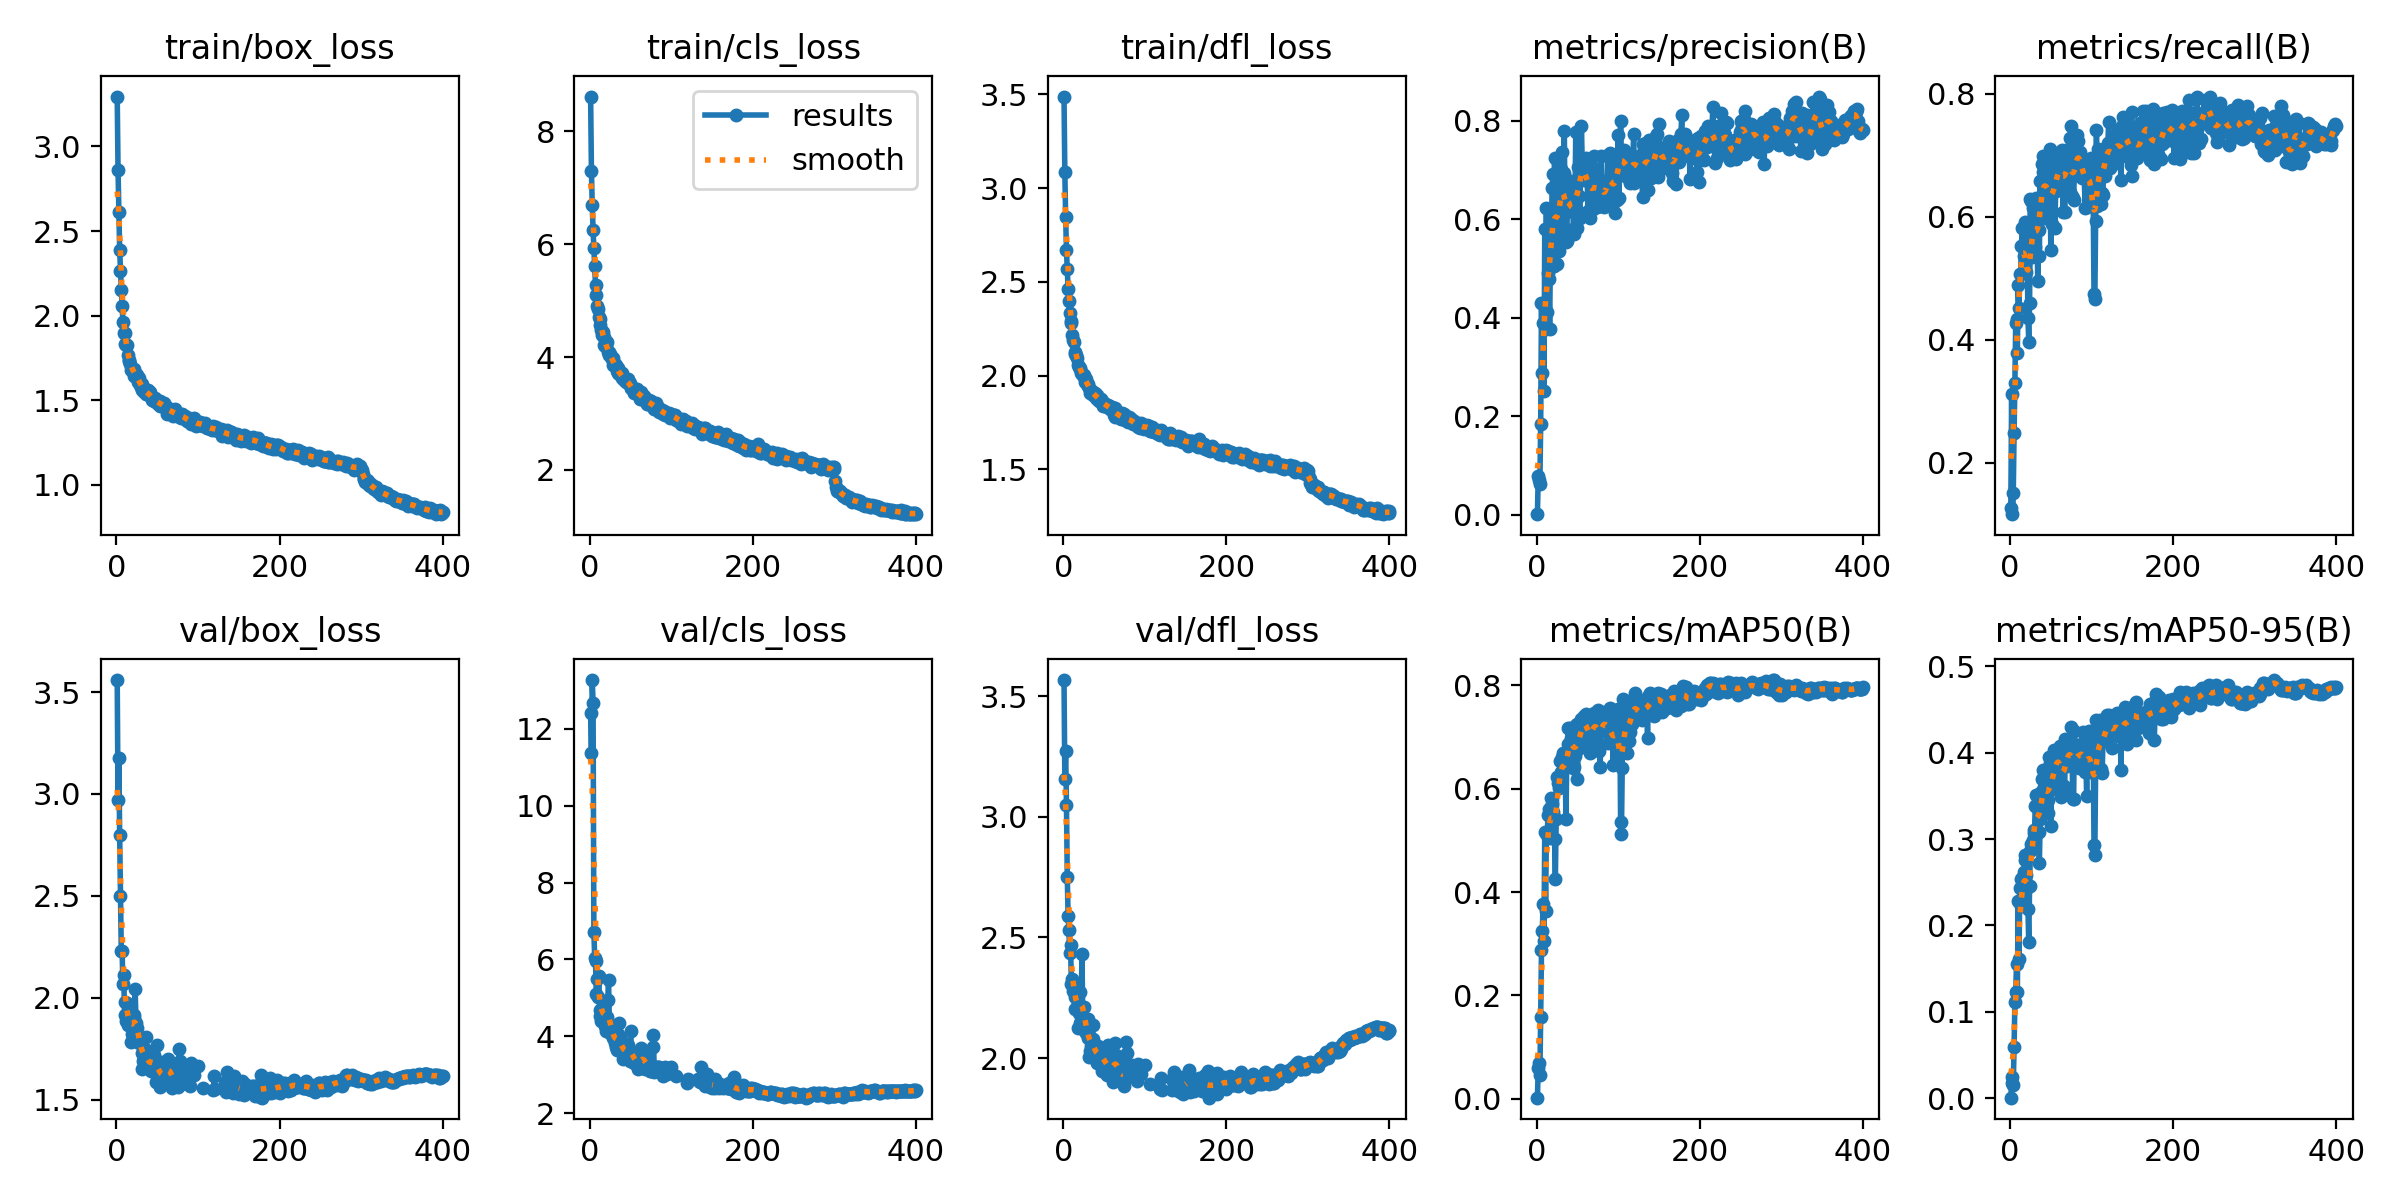 train/box_loss
3.0
2.5
2.0
1.5
1.0
0 200 400
train/cls_loss
results
smooth
8
6
4
2
0 200 400
train/dfl_loss
3.5
3.0
2.5
2.0
1.5
0 200 400
metrics/precision(B)
0.8
0.6
0.4
0.2
0.0
0 200 400
metrics/recall(B)
0.8
0.6
0.4
0.2
0 200 400
val/box_loss
3.5
3.0
2.5
2.0
1.5
0 200 400
val/cls_loss
12
10
8
6
4
2
0 200 400
val/dfl_loss
3.5
3.0
2.5
2.0
0 200 400
metrics/mAP50(B)
0.8
0.6
0.4
0.2
0.0
0 200 400
metrics/mAP50-95(B)
0.5
0.4
0.3
0.2
0.1
0.0
0 200 400